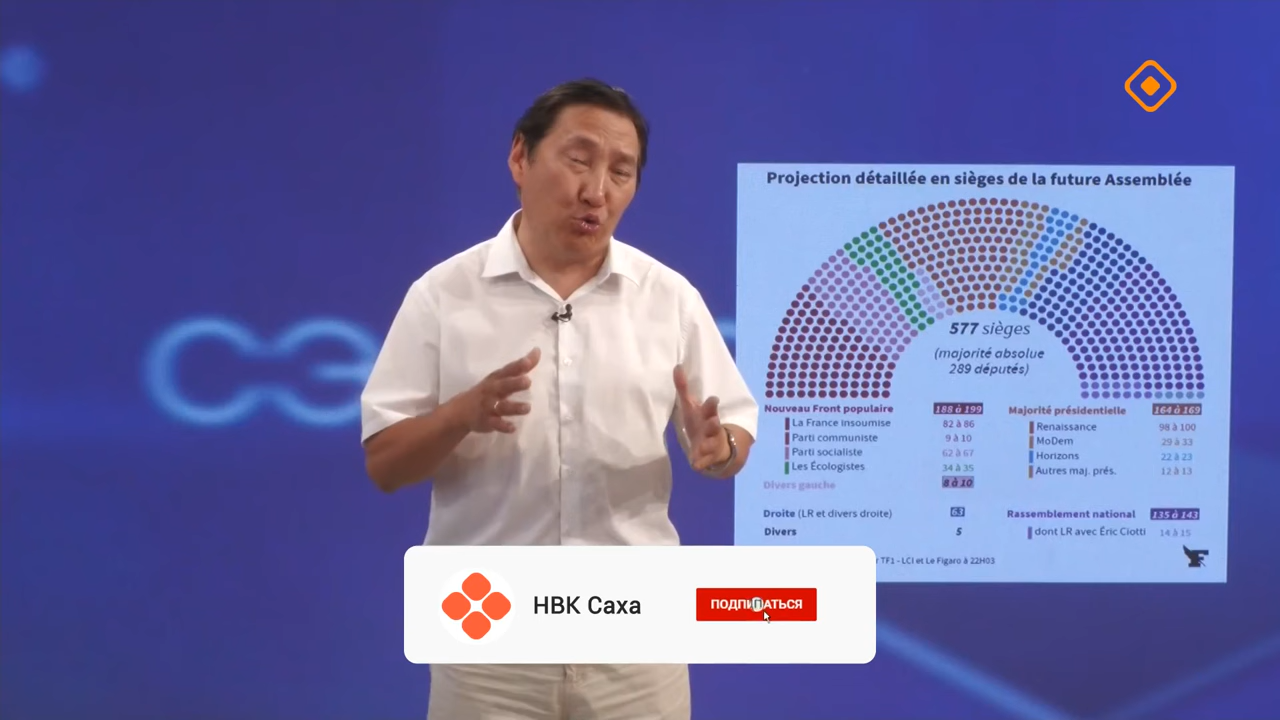 Projection détaillée en sièges de la future Assemblée
577 sièges
(majorité absolue
289 députés)
Nouveau Front populaire 188 à 199
La France insoumise 82 à 86
Parti communiste 9 à 10
Parti socialiste 62 à 67
Les Écologistes 34 à 35
Divers gauche 8 à 10
Droite (LR et divers droite) 63
Divers 5
Majorité présidentielle 164 à 169
Renaissance 98 à 100
MoDem 29 à 33
Horizons 22 à 23
Autres maj. prés. 12 à 13
Rassemblement national 135 à 143
dont LR avec Éric Ciotti 14 à 15
TF1 - LCI et Le Figaro à 22H03
НВК Саха
ПОДПИСАТЬСЯ